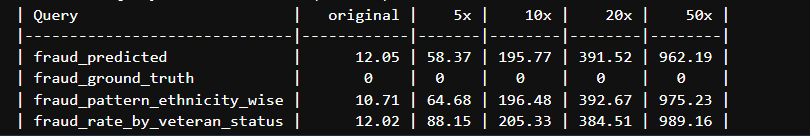 | Query | original | 5x | 10x | 20x | 50x |
|------------------------------|------------|--------|--------|--------|--------|
| fraud_predicted | 12.05 | 58.37 | 195.77 | 391.52 | 962.19 |
| fraud_ground_truth | 0 | 0 | 0 | 0 | 0 |
| fraud_pattern_ethnicity_wise | 10.71 | 64.68 | 196.48 | 392.67 | 975.23 |
| fraud_rate_by_veteran_status | 12.02 | 88.15 | 205.33 | 384.51 | 989.16 |